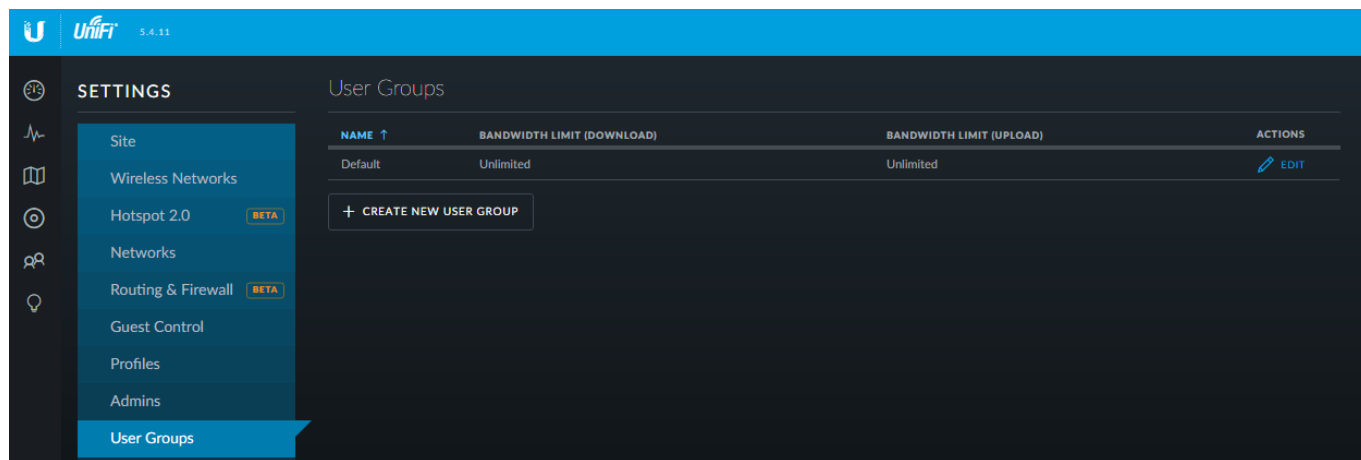 UniFi 5.4.11
SETTINGS
Site
Wireless Networks
Hotspot 2.0 BETA
Networks
Routing & Firewall BETA
Guest Control
Profiles
Admins
User Groups
User Groups
NAME ↑ BANDWIDTH LIMIT (DOWNLOAD) BANDWIDTH LIMIT (UPLOAD) ACTIONS
Default Unlimited Unlimited EDIT
+ CREATE NEW USER GROUP